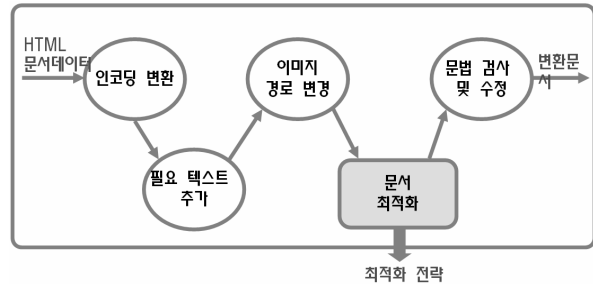 HTML
문서데이터
인코딩 변환
필요 텍스트
추가
이미지
경로 변경
문서
최적화
문법 검사
및 수정
변환문
서
최적화 전략